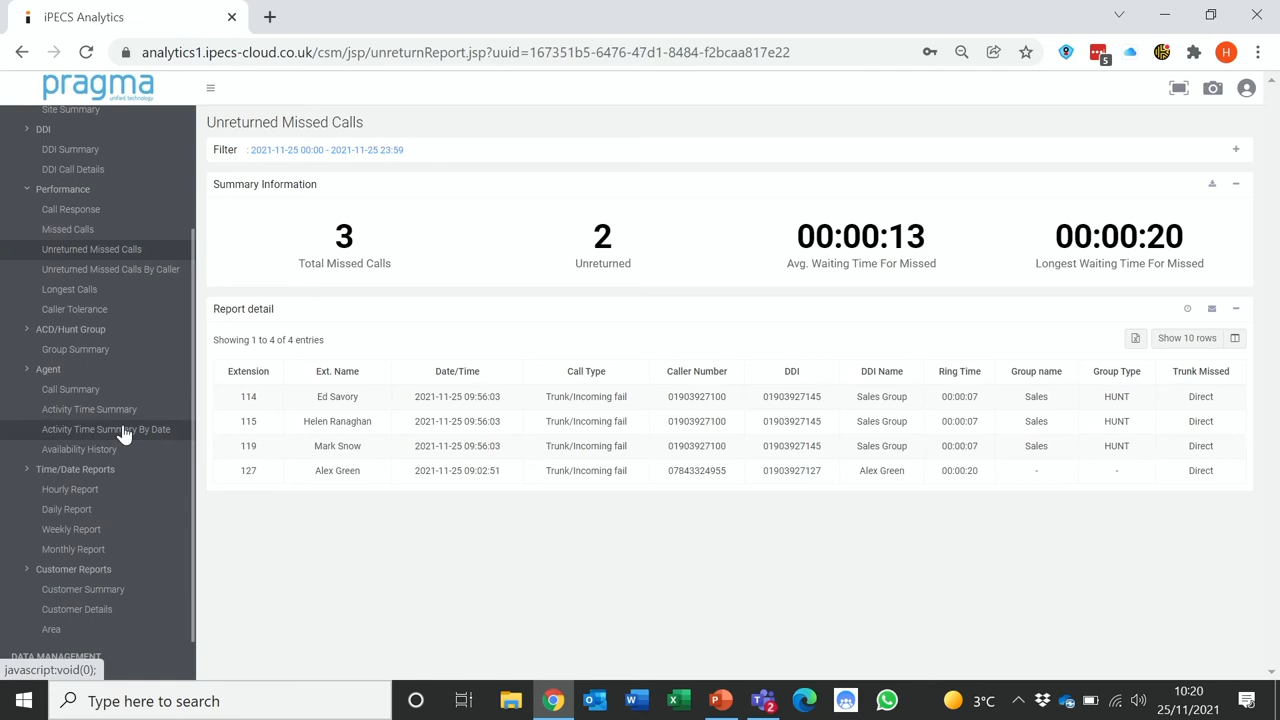 iPECS Analytics
analytics1.ipecs-cloud.co.uk/csm/jsp/unreturnReport.jsp?uuid=167351b5-6476-47d1-8484-f2bcaa817e22
5
H
pragma
unified technology
Site Summary
DDI
DDI Summary
DDI Call Details
Performance
Call Response
Missed Calls
Unreturned Missed Calls
Unreturned Missed Calls By Caller
Longest Calls
Caller Tolerance
ACD/Hunt Group
Group Summary
Agent
Call Summary
Activity Time Summary
Activity Time Summary By Date
Availability History
Time/Date Reports
Hourly Report
Daily Report
Weekly Report
Monthly Report
Customer Reports
Customer Summary
Customer Details
Area
DATA MANAGEMENT
javascript:void(0);
Unreturned Missed Calls
Filter : 2021-11-25 00:00 - 2021-11-25 23:59
Summary Information
3 2 00:00:13 00:00:20
Total Missed Calls Unreturned Avg. Waiting Time For Missed Longest Waiting Time For Missed
Report detail
Showing 1 to 4 of 4 entries Show 10 rows
Extension Ext. Name Date/Time Call Type Caller Number DDI DDI Name Ring Time Group name Group Type Trunk Missed
114 Ed Savory 2021-11-25 09:56:03 Trunk/Incoming fail 01903927100 01903927145 Sales Group 00:00:07 Sales HUNT Direct
115 Helen Ranaghan 2021-11-25 09:56:03 Trunk/Incoming fail 01903927100 01903927145 Sales Group 00:00:07 Sales HUNT Direct
119 Mark Snow 2021-11-25 09:56:03 Trunk/Incoming fail 01903927100 01903927145 Sales Group 00:00:07 Sales HUNT Direct
127 Alex Green 2021-11-25 09:02:51 Trunk/Incoming fail 07843324955 01903927127 Alex Green 00:00:20 - - Direct
Type here to search
2
3°C
10:20
25/11/2021